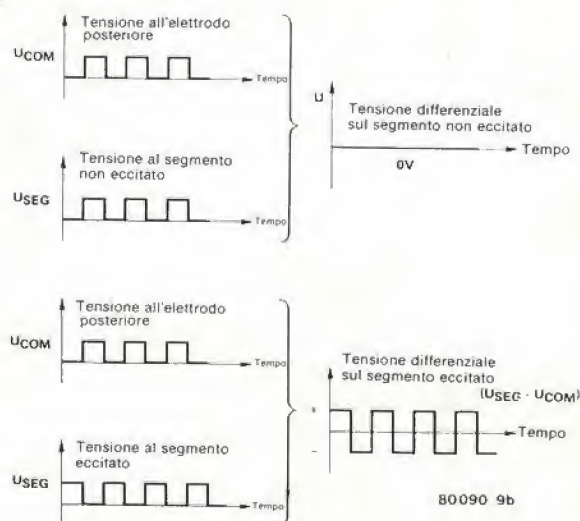 Tensione all'elettrodo
posteriore
UCOM
Tempo
Tensione al segmento
non eccitato
USEG
Tempo
U
Tensione differenziale
sul segmento non eccitato
Tempo
0V
Tensione all'elettrodo
posteriore
UCOM
Tempo
Tensione al segmento
eccitato
USEG
Tempo
Tensione differenziale
sul segmento eccitato
(USEG - UCOM)
+
Tempo
-
80090 9b